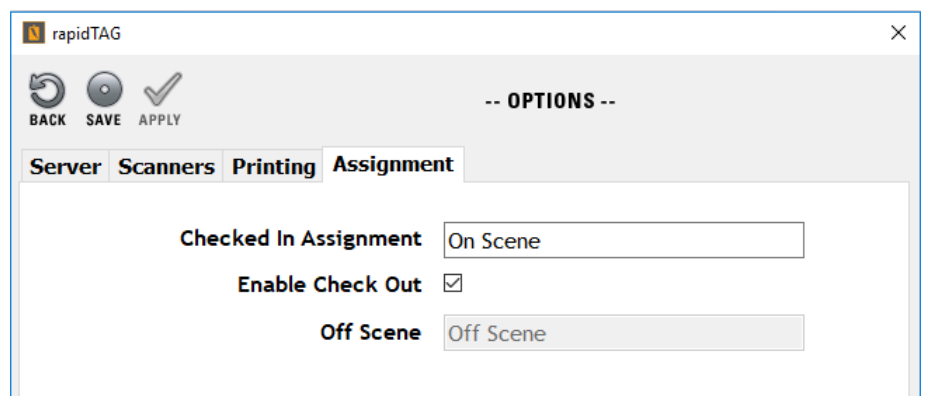 rapidTAG
-- OPTIONS --
BACK SAVE APPLY
Server Scanners Printing Assignment
Checked In Assignment On Scene
Enable Check Out
Off Scene Off Scene